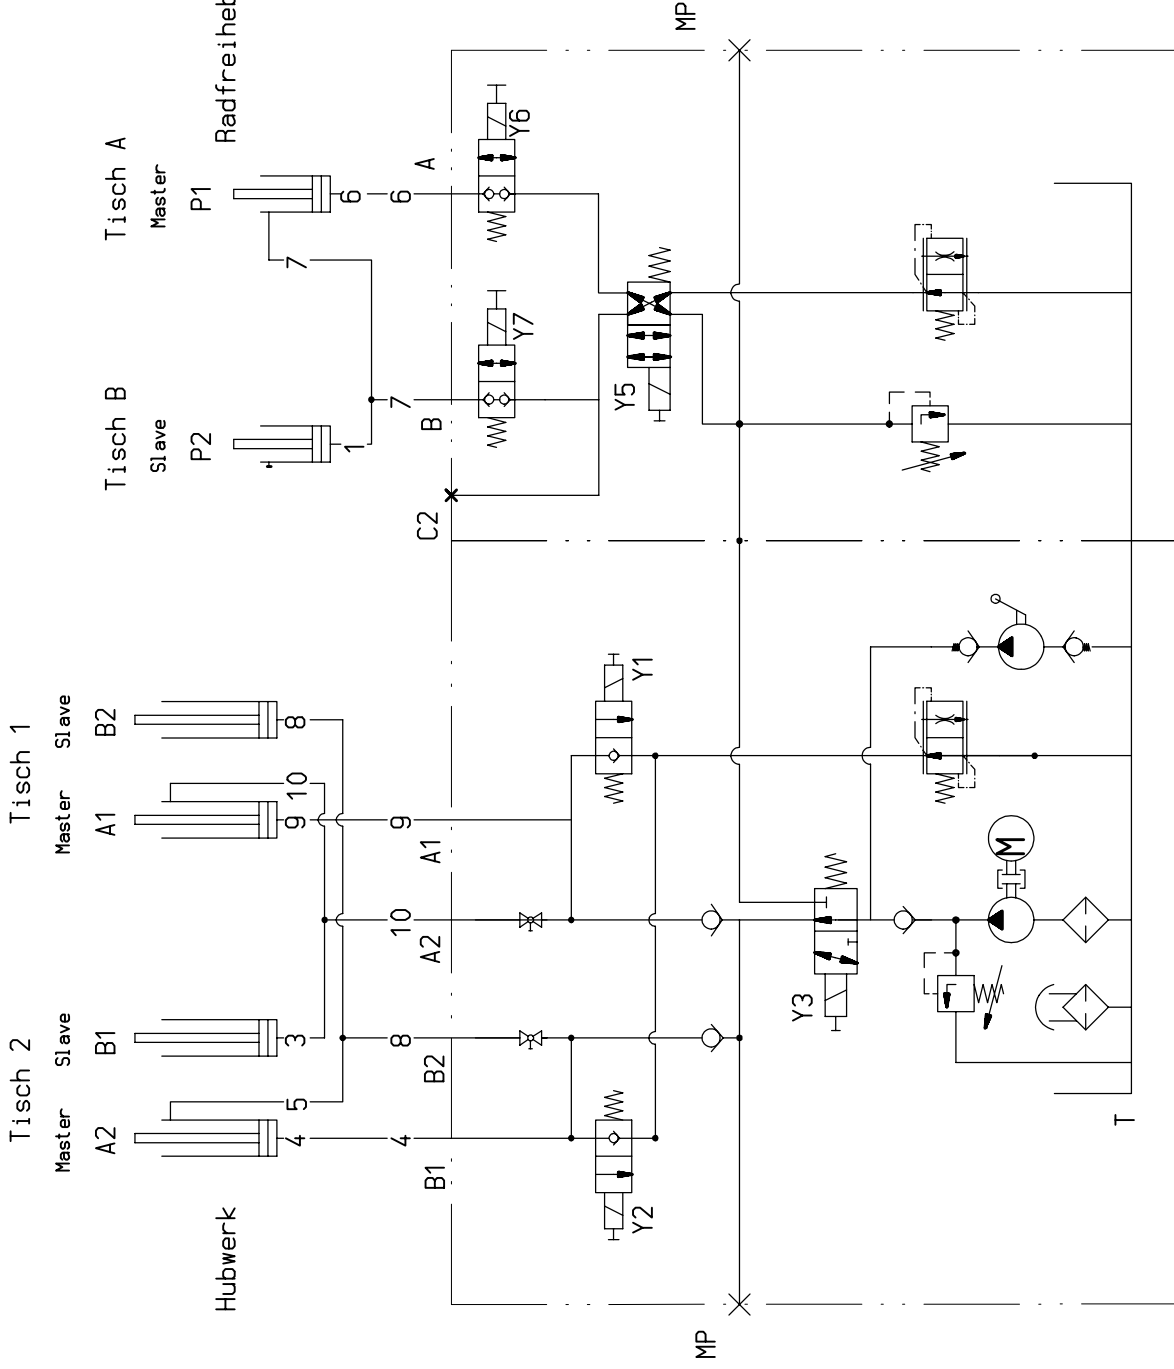 MP
Radfreiheb
Tisch A
Master
P1
6
6
A
Y6
7
Tisch B
Slave
P2
1
7
B
Y7
Y5
C2
Tisch 1
Slave
B2
8
Master
A1
10
9
9
A1
Y1
10
A2
M
Y3
Tisch 2
Slave
B1
3
8
B2
Master
A2
5
4
4
B1
Y2
T
Hubwerk
MP